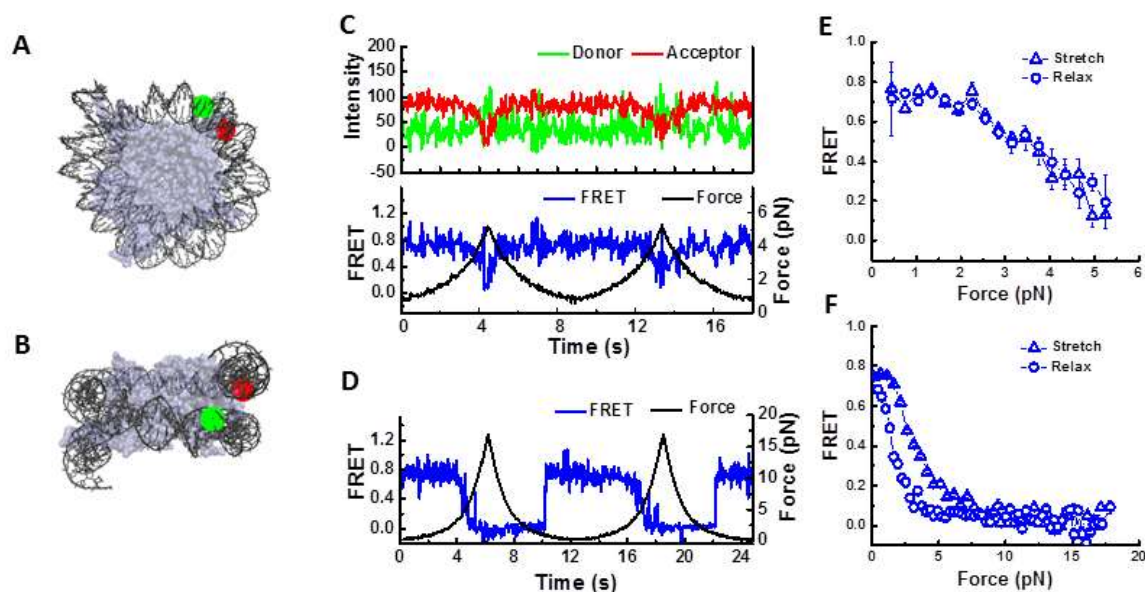 A
B
C
Donor Acceptor
Intensity
200
150
100
50
0
-50
FRET Force
FRET
1.2
0.8
0.4
0.0
Force (pN)
6
4
2
0
0 4 8 12 16
Time (s)
D
FRET Force
FRET
1.2
0.8
0.4
0.0
Force (pN)
20
15
10
5
0
0 4 8 12 16 20 24
Time (s)
E
Stretch
Relax
FRET
1.0
0.8
0.6
0.4
0.2
0.0
0 1 2 3 4 5 6
Force (pN)
F
Stretch
Relax
FRET
1.0
0.8
0.6
0.4
0.2
0.0
0 5 10 15 20
Force (pN)